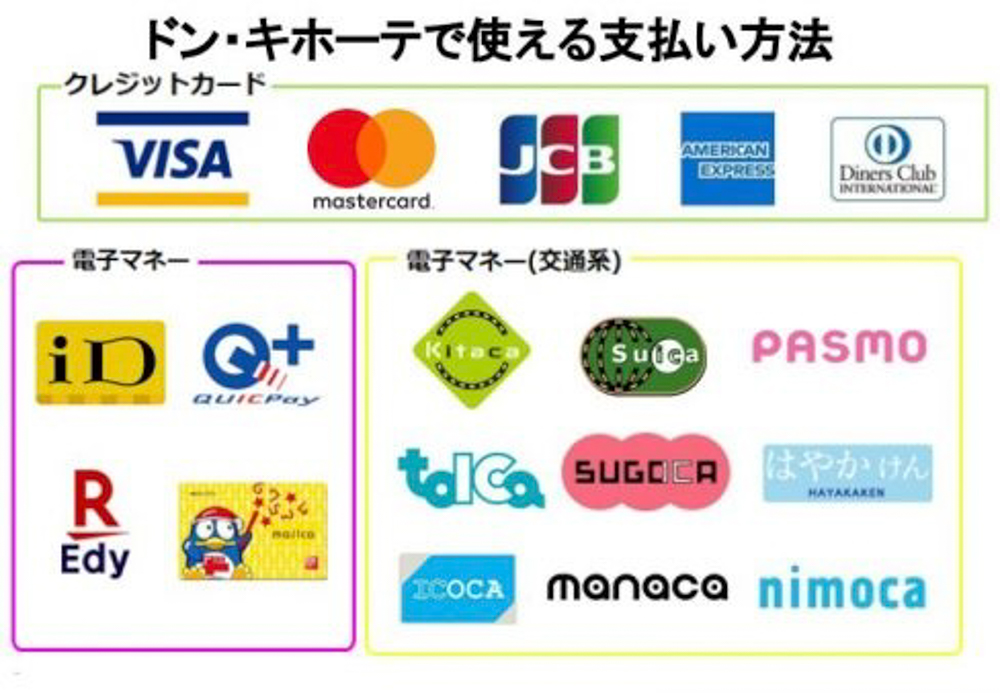 ドン・キホーテで使える支払い方法
クレジットカード
VISA
mastercard.
JCB
AMERICAN
EXPRESS
Diners Club
INTERNATIONAL
電子マネー
iD
Q+
QUICPay
R
Edy
majica
電子マネー(交通系)
Kitaca
Suica
PASMO
toICa
SUGOCA
はやかけん
HAYAKAKEN
ICOCA
manaca
nimoca